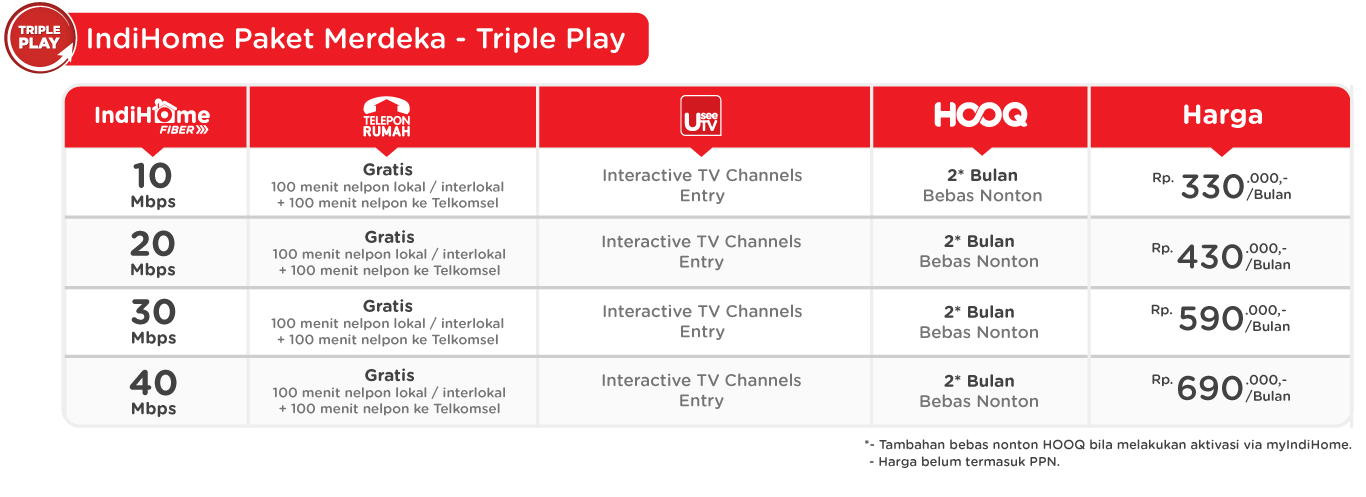 TRIPLE
PLAY
IndiHome Paket Merdeka - Triple Play
IndiHome
FIBER
TELEPON
RUMAH
UseeTV
HOOQ
Harga
10
Mbps
Gratis
100 menit nelpon lokal / interlokal
+ 100 menit nelpon ke Telkomsel
Interactive TV Channels
Entry
2* Bulan
Bebas Nonton
Rp. 330.000,-
/Bulan
20
Mbps
Gratis
100 menit nelpon lokal / interlokal
+ 100 menit nelpon ke Telkomsel
Interactive TV Channels
Entry
2* Bulan
Bebas Nonton
Rp. 430.000,-
/Bulan
30
Mbps
Gratis
100 menit nelpon lokal / interlokal
+ 100 menit nelpon ke Telkomsel
Interactive TV Channels
Entry
2* Bulan
Bebas Nonton
Rp. 590.000,-
/Bulan
40
Mbps
Gratis
100 menit nelpon lokal / interlokal
+ 100 menit nelpon ke Telkomsel
Interactive TV Channels
Entry
2* Bulan
Bebas Nonton
Rp. 690.000,-
/Bulan
*- Tambahan bebas nonton HOOQ bila melakukan aktivasi via myIndiHome.
- Harga belum termasuk PPN.